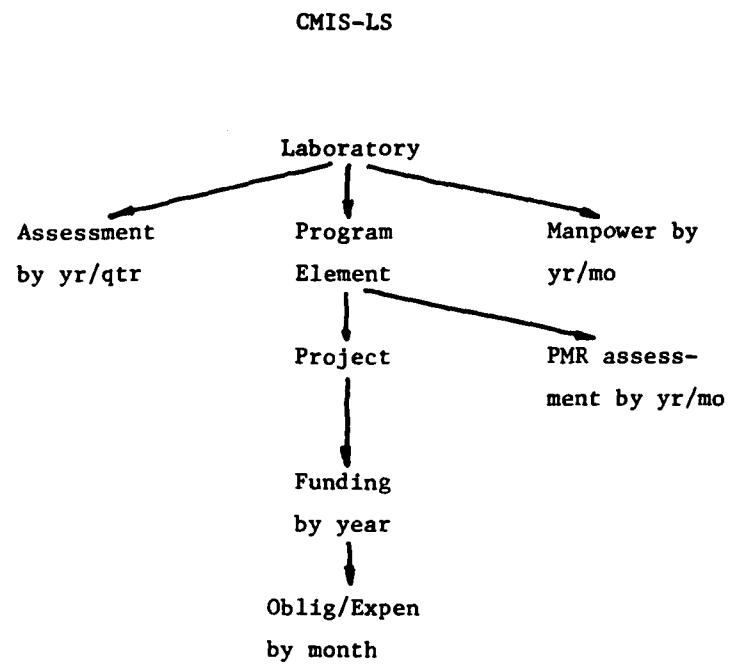 CMIS-LS
Laboratory
Assessment
by yr/qtr
Program
Element
Manpower by
yr/mo
Project
PMR assess-
ment by yr/mo
Funding
by year
Oblig/Expen
by month